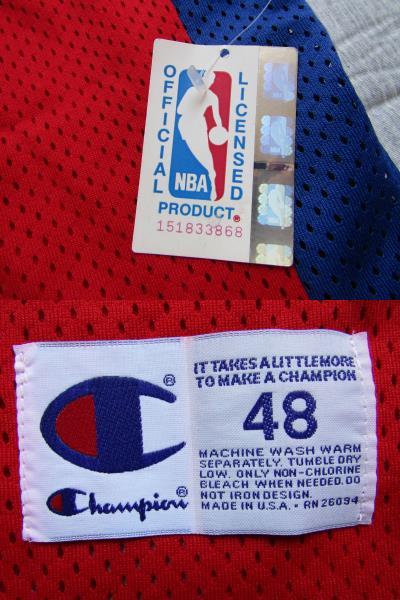 OFFICIAL
LICENSED
NBA
PRODUCT®
151833868
®
Champion®
IT TAKES A LITTLE MORE
TO MAKE A CHAMPION
48
MACHINE WASH WARM
SEPARATELY. TUMBLE DRY
LOW. ONLY NON-CHLORINE
BLEACH WHEN NEEDED. DO
NOT IRON DESIGN.
MADE IN U.S.A. - RN 26094